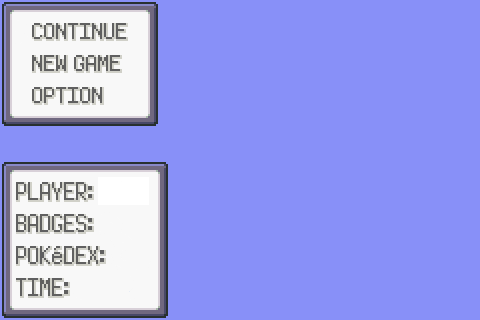 CONTINUE
NEW GAME
OPTION
PLAYER:
BADGES:
POKéDEX:
TIME: